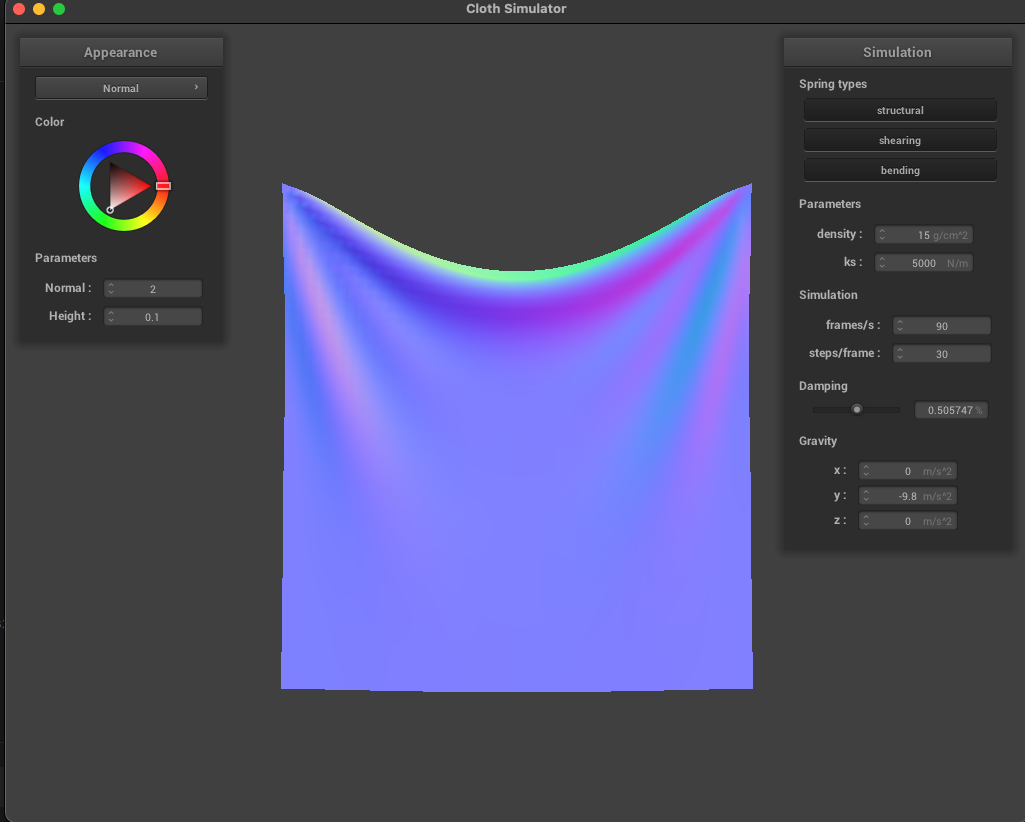 Cloth Simulator
Appearance
Normal
Color
Parameters
Normal : 2
Height : 0.1
Simulation
Spring types
structural
shearing
bending
Parameters
density : 15 g/cm^2
ks : 5000 N/m
Simulation
frames/s : 90
steps/frame : 30
Damping
0.505747 %
Gravity
x : 0 m/s^2
y : -9.8 m/s^2
z : 0 m/s^2